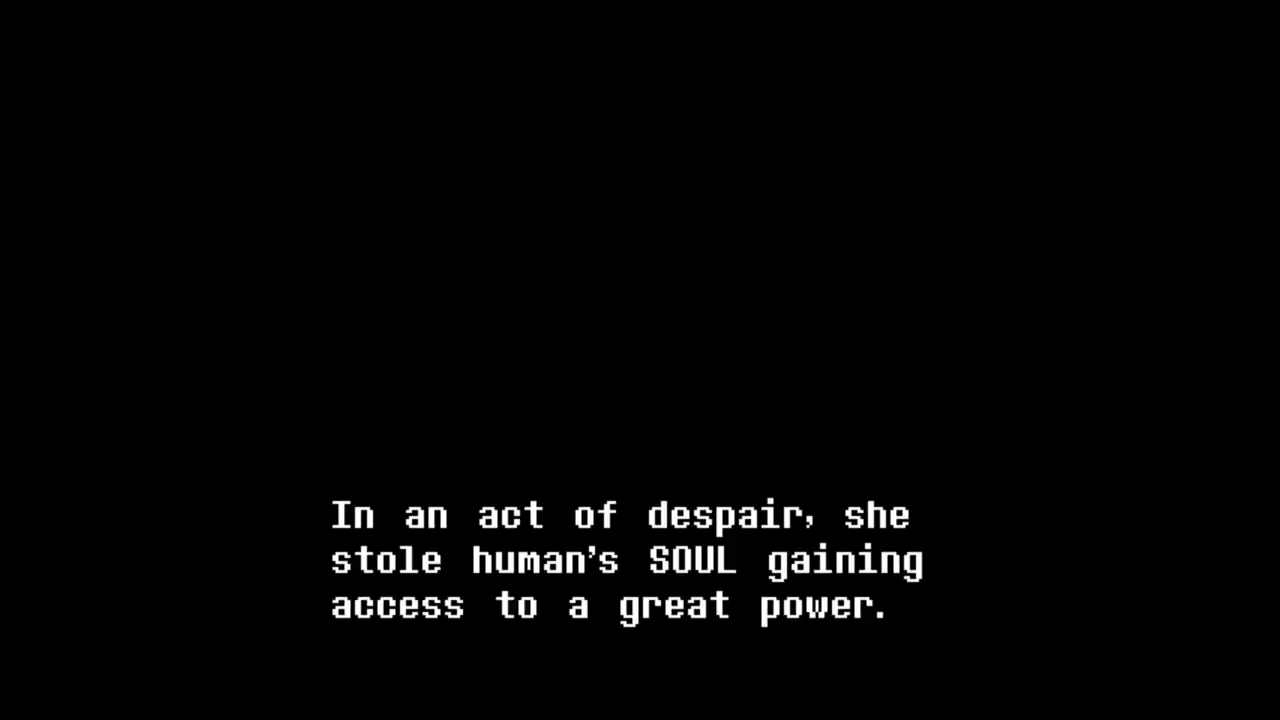 In an act of despair, she
stole human's SOUL gaining
access to a great power.